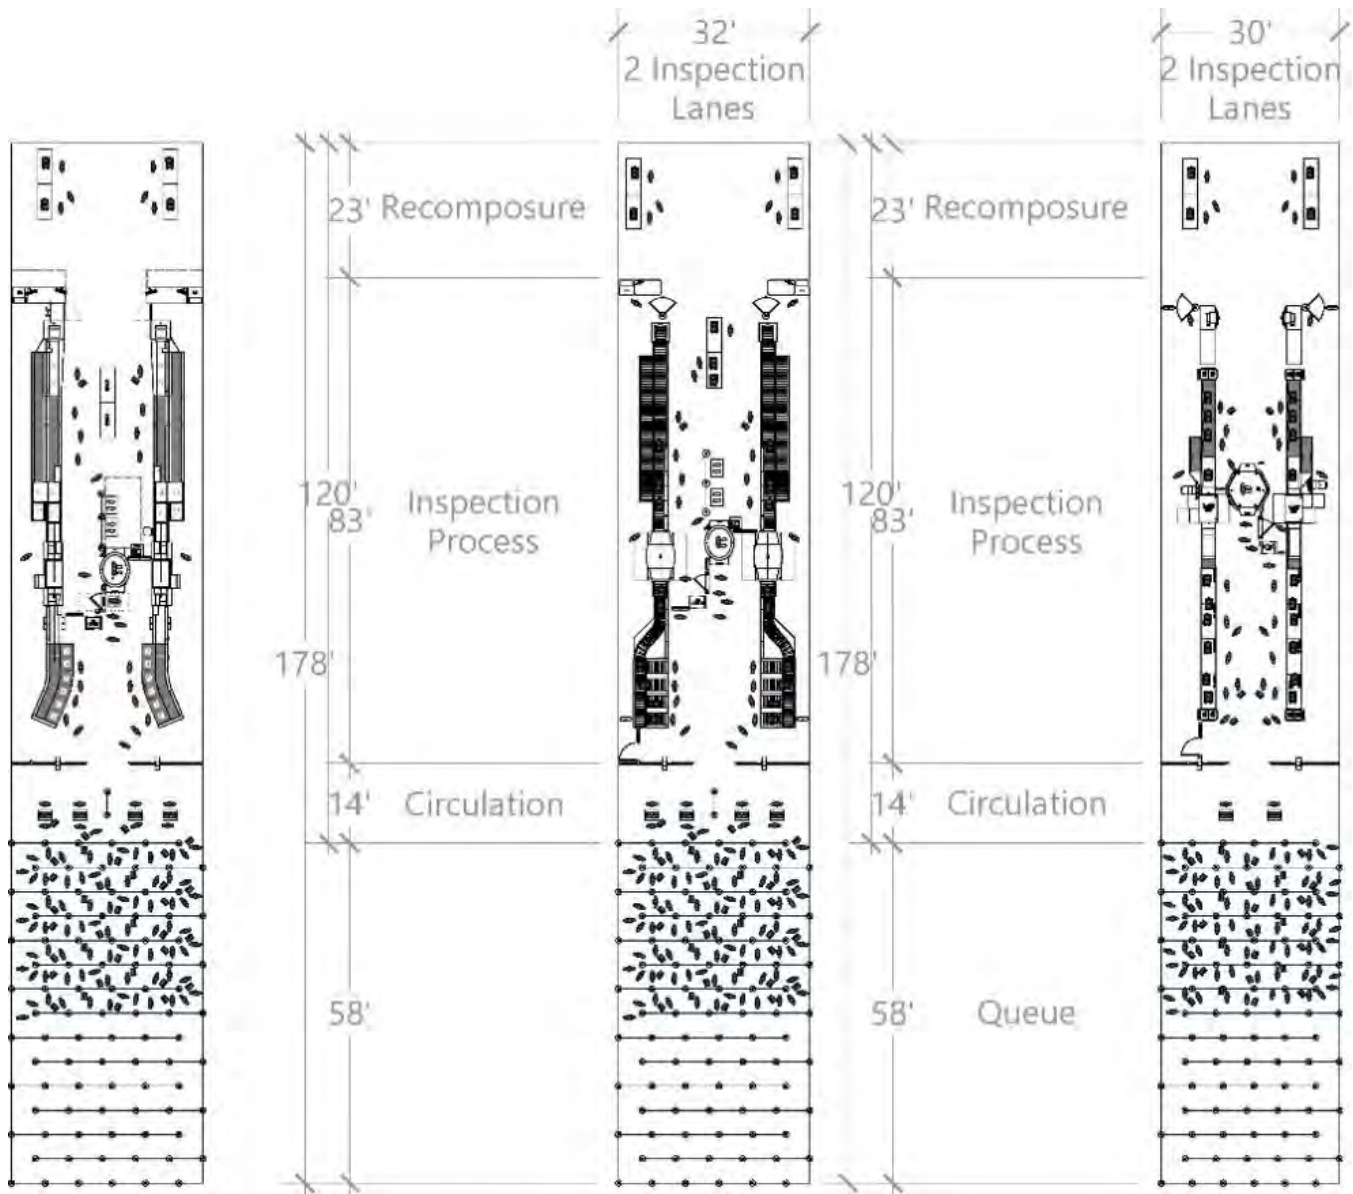 32'
2 Inspection
Lanes
30'
2 Inspection
Lanes
23' Recomposure
23' Recomposure
120'
83'
Inspection
Process
120'
83'
Inspection
Process
178'
178'
14' Circulation
14' Circulation
58'
58' Queue